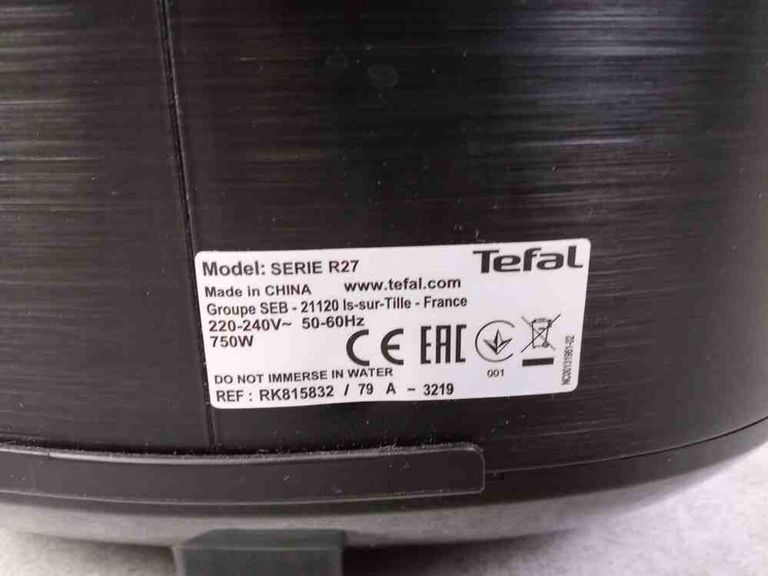 Model: SERIE R27 Tefal
Made in CHINA www.tefal.com
Groupe SEB - 21120 Is-sur-Tille - France
220-240V~ 50-60Hz
750W CE EAC
001
DO NOT IMMERSE IN WATER
REF : RK815832 / 79 A - 3219